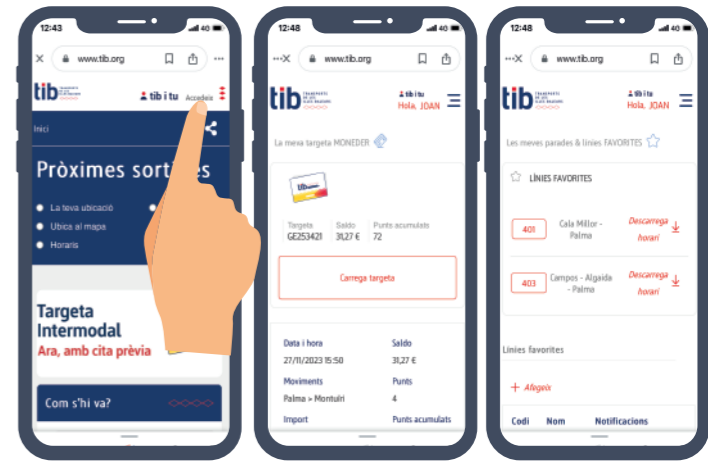 12:43
40
www.tib.org
tib
tib i tu
Accedeix
Inici
Pròximes
La teva ubicació
Ubica al mapa
Horaris
Targeta
Intermodal
Ara, amb cita prèvia
Com s'hi va?
12:48
40
www.tib.org
tib
tib i tu
Hola, JOAN
La meva targeta MONEDER
Targeta Saldo Punts acumulats
GE253421 31,27 € 72
Carrega targeta
Data i hora Saldo
27/11/2023 15:50 31,27 €
Moviments Punts
Palma > Montuïri 4
Import Punts acumulats
12:48
40
www.tib.org
tib
tib i tu
Hola, JOAN
Les meves parades & línies FAVORITES
LÍNIES FAVORITES
401 Cala Millor - Palma Descarrega horari
403 Campos - Algaida - Palma Descarrega horari
Línies favorites
+ Afegeix
Codi Nom Notificacions